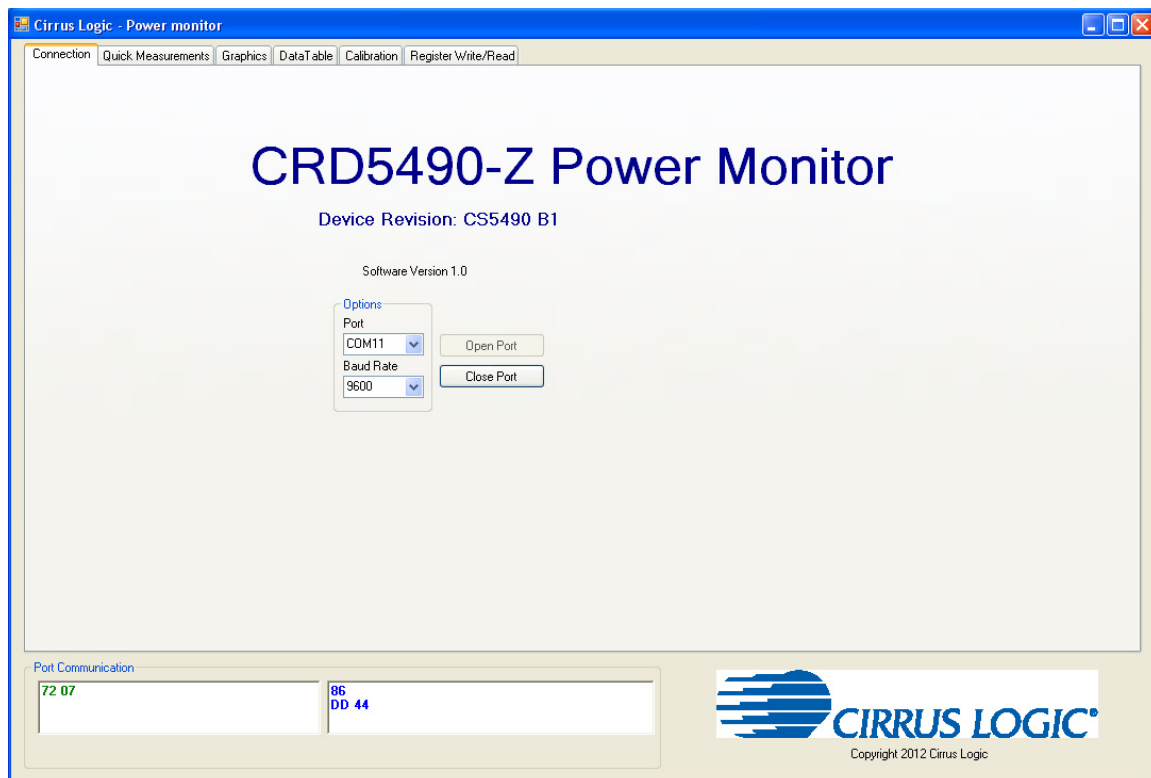 Cirrus Logic - Power monitor
Connection Quick Measurements Graphics DataTable Calibration Register Write/Read
CRD5490-Z Power Monitor
Device Revision: CS5490 B1
Software Version 1.0
Options
Port
COM11
Open Port
Baud Rate
9600
Close Port
Port Communication
72 07
86
DD 44
CIRRUS LOGIC®
Copyright 2012 Cirrus Logic